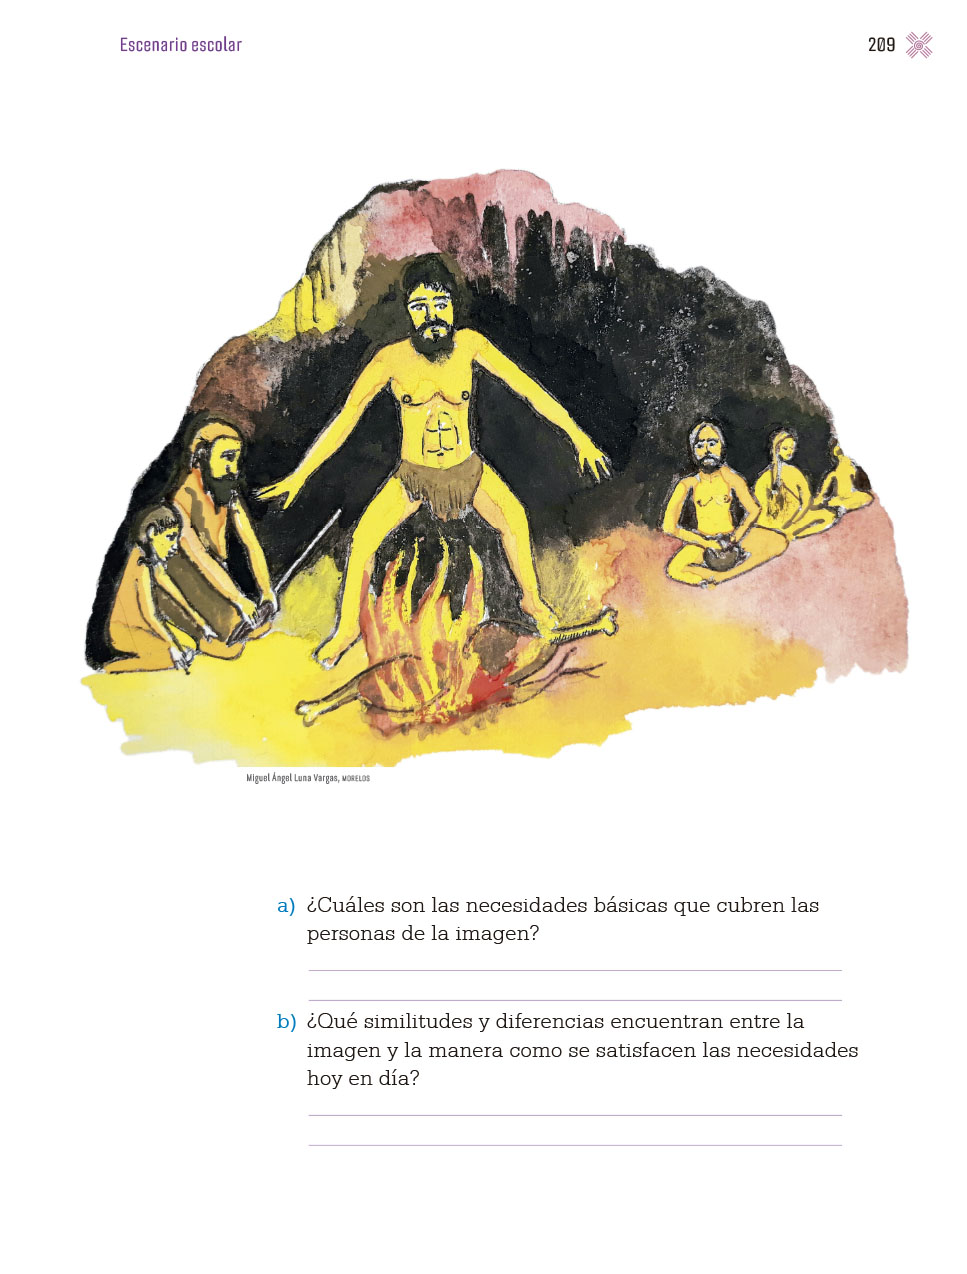 Escenario escolar
209
Miguel Ángel Luna Vargas, MORELOS
a) ¿Cuáles son las necesidades básicas que cubren las
personas de la imagen?
b) ¿Qué similitudes y diferencias encuentran entre la
imagen y la manera como se satisfacen las necesidades
hoy en día?